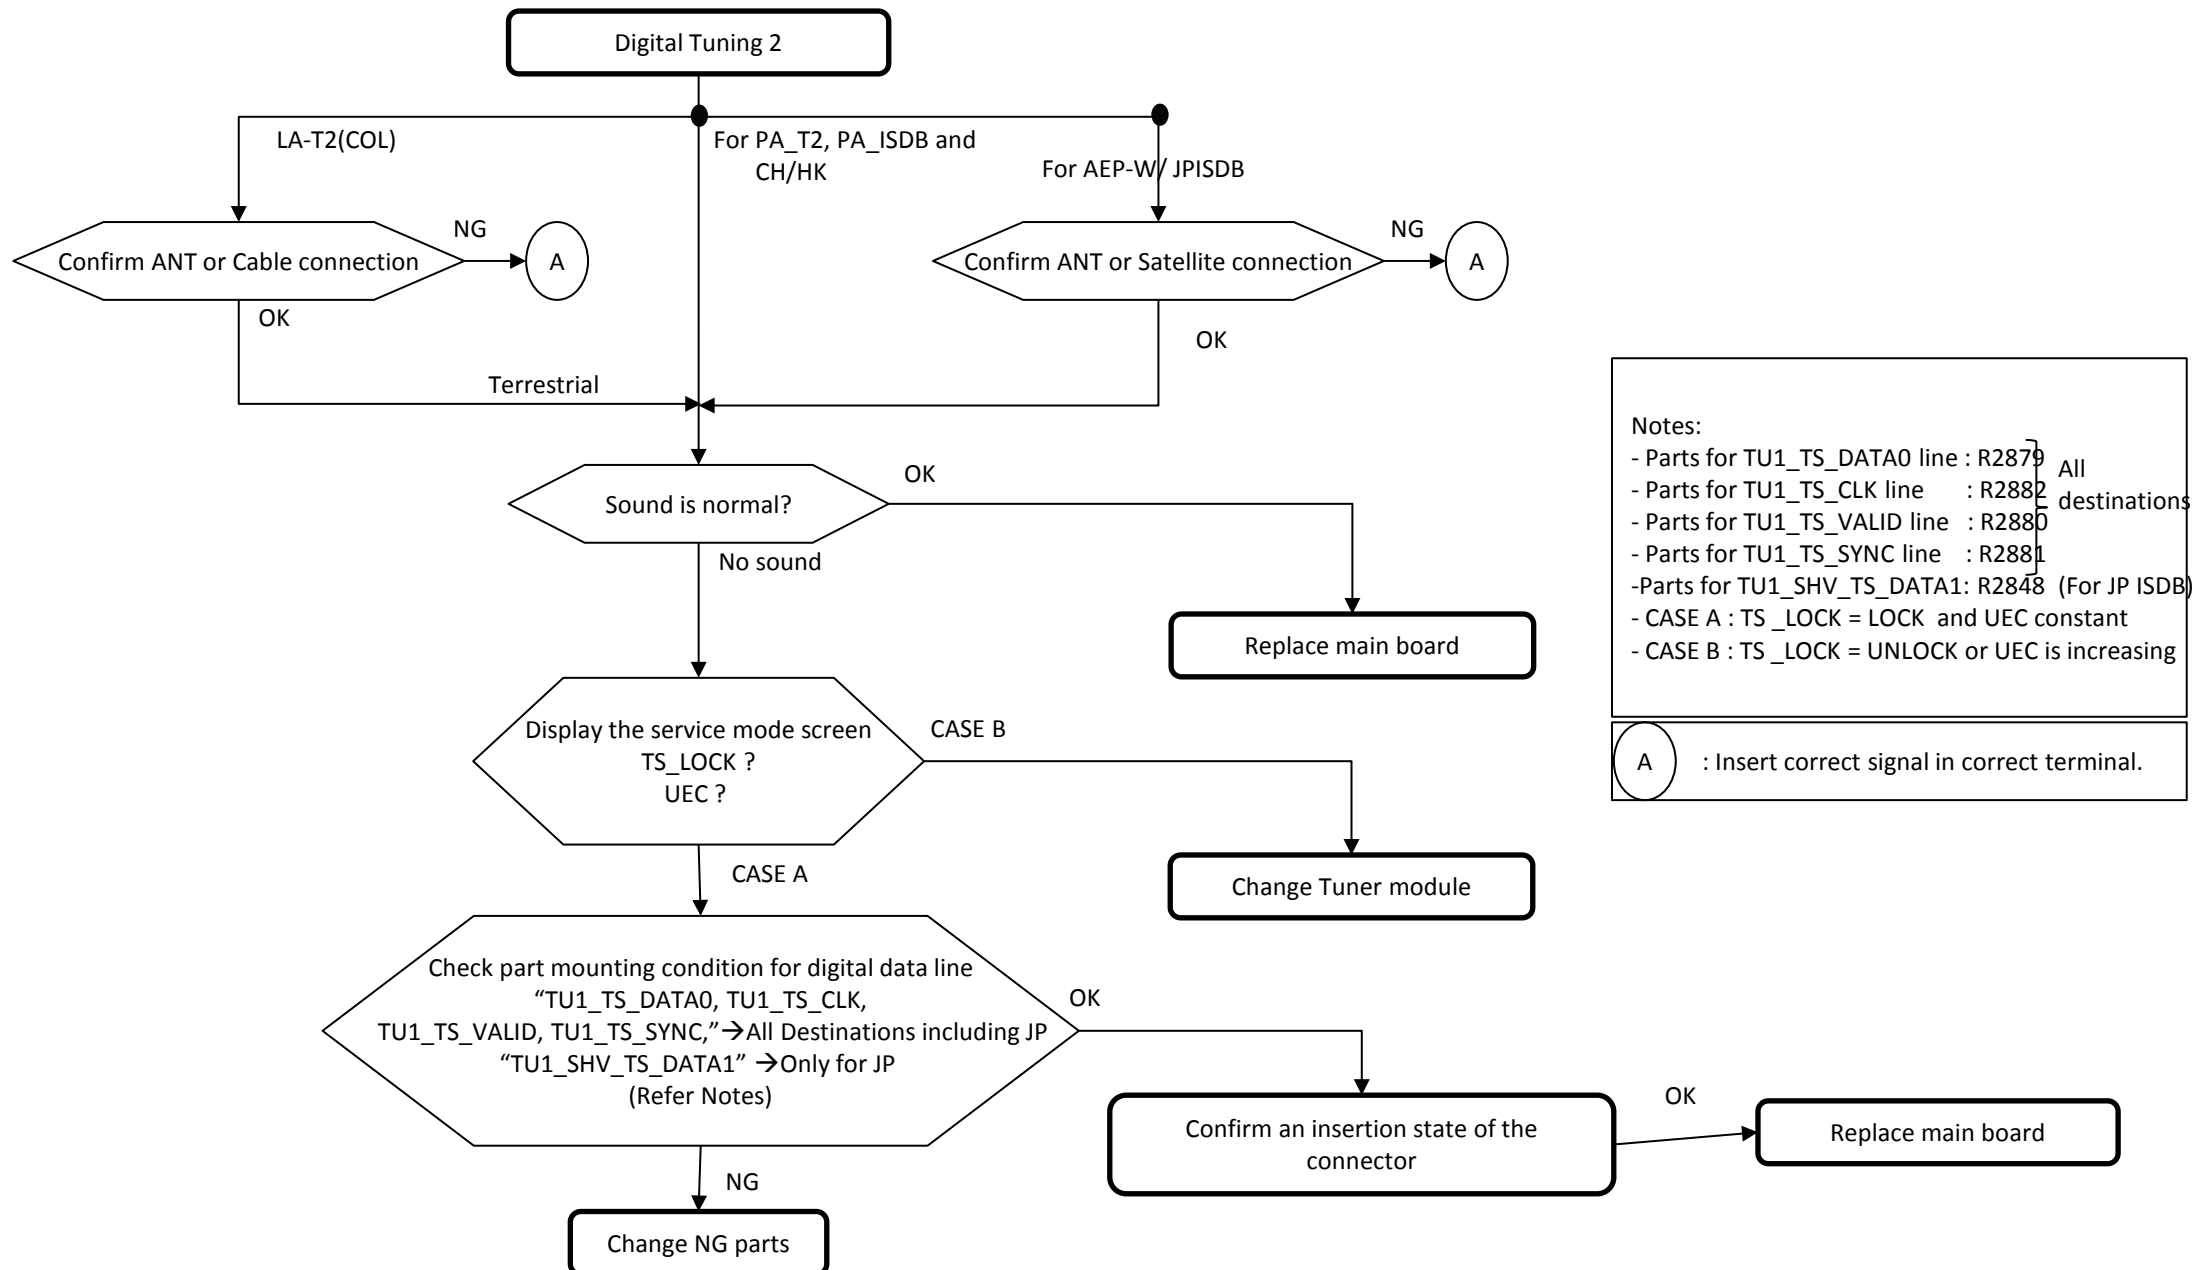 Digital Tuning 2
LA-T2(COL)
For PA_T2, PA_ISDB and
CH/HK
For AEP-W/ JPISDB
Confirm ANT or Cable connection
NG
A
OK
Confirm ANT or Satellite connection
NG
A
OK
Terrestrial
Sound is normal?
OK
No sound
Replace main board
Display the service mode screen
TS_LOCK ?
UEC ?
CASE B
CASE A
Change Tuner module
Check part mounting condition for digital data line
“TU1_TS_DATA0, TU1_TS_CLK,
TU1_TS_VALID, TU1_TS_SYNC,”→All Destinations including JP
“TU1_SHV_TS_DATA1” →Only for JP
(Refer Notes)
OK
NG
Confirm an insertion state of the
connector
OK
Replace main board
Change NG parts
Notes:
- Parts for TU1_TS_DATA0 line : R2879
- Parts for TU1_TS_CLK line : R2882
- Parts for TU1_TS_VALID line : R2880
- Parts for TU1_TS_SYNC line : R2881
All
destinations
-Parts for TU1_SHV_TS_DATA1: R2848 (For JP ISDB)
- CASE A : TS _LOCK = LOCK and UEC constant
- CASE B : TS _LOCK = UNLOCK or UEC is increasing
A : Insert correct signal in correct terminal.